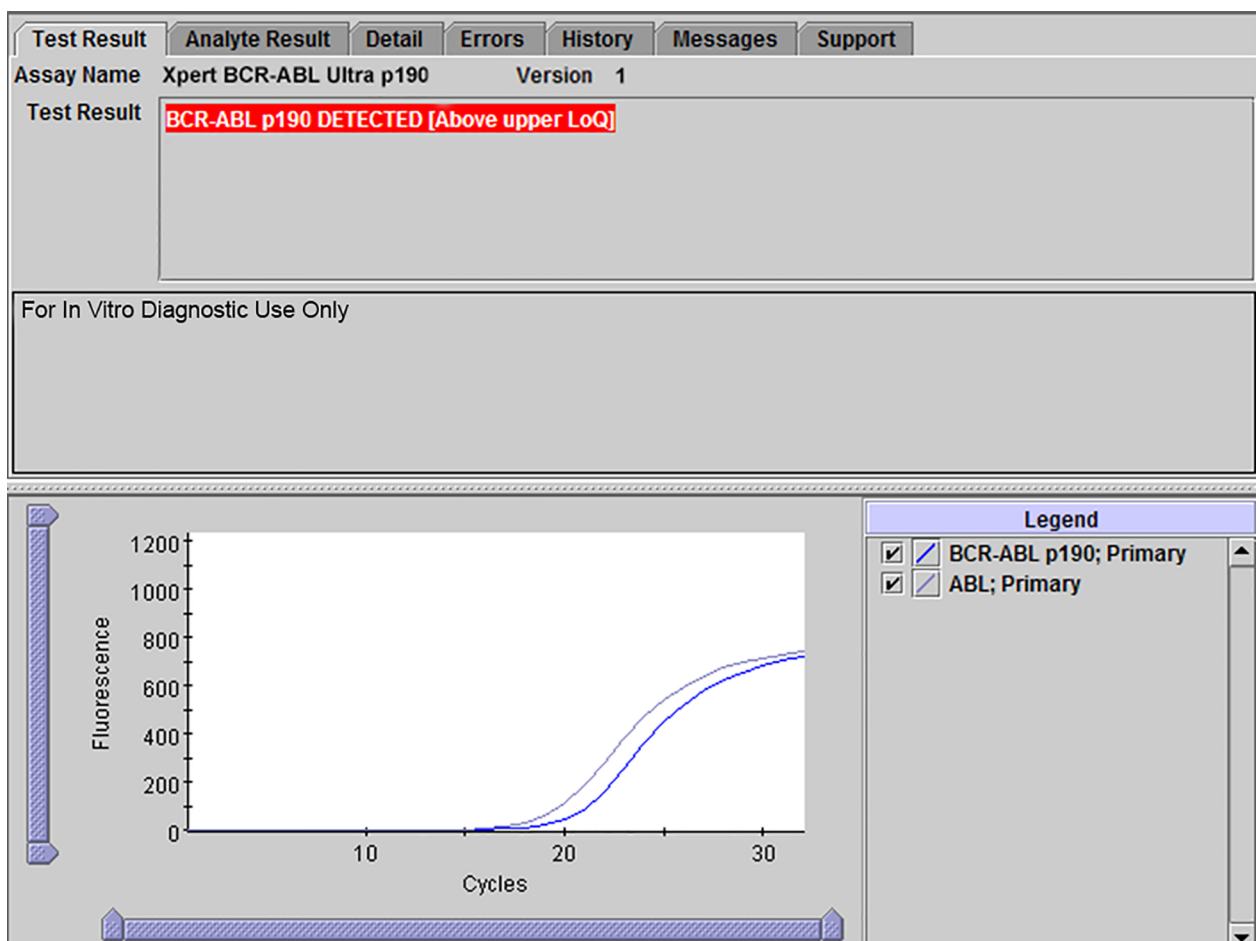 Test Result Analyte Result Detail Errors History Messages Support
Assay Name Xpert BCR-ABL Ultra p190 Version 1
Test Result BCR-ABL p190 DETECTED [Above upper LoQ]
For In Vitro Diagnostic Use Only
1200
1000
800
600
400
200
0
Fluorescence
10 20 30
Cycles
Legend
BCR-ABL p190; Primary
ABL; Primary